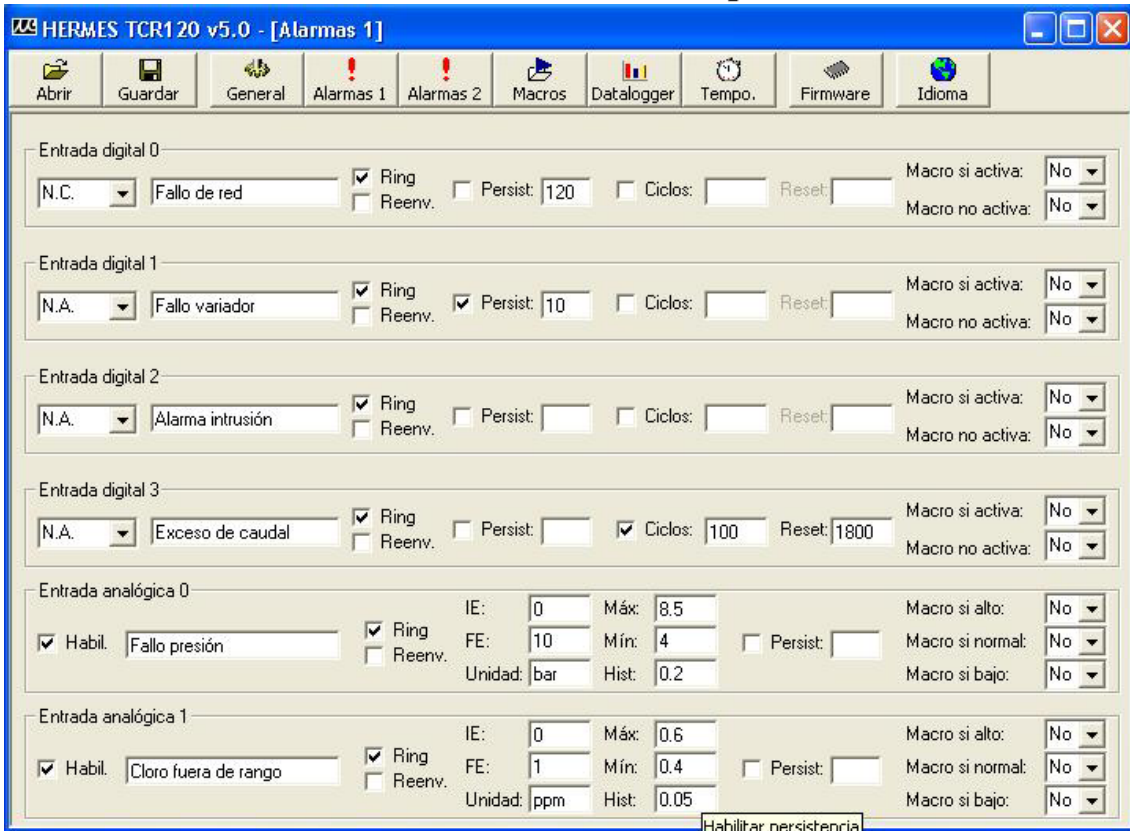 HERMES TCR120 v5.0 - [Alarmas 1]
Abrir Guardar General Alarmas 1 Alarmas 2 Macros Datalogger Tempo. Firmware Idioma
Entrada digital 0
N.C. Fallo de red Ring Persist: 120 Ciclos: Reset: Macro si activa: No
Reenv. Macro no activa: No
Entrada digital 1
N.A. Fallo variador Ring Persist: 10 Ciclos: Reset: Macro si activa: No
Reenv. Macro no activa: No
Entrada digital 2
N.A. Alarma intrusión Ring Persist: Ciclos: Reset: Macro si activa: No
Reenv. Macro no activa: No
Entrada digital 3
N.A. Exceso de caudal Ring Persist: Ciclos: 100 Reset: 1800 Macro si activa: No
Reenv. Macro no activa: No
Entrada analógica 0
IE: 0 Máx: 8.5 Macro si alto: No
Habil. Fallo presión Ring FE: 10 Mín: 4 Persist: Macro si normal: No
Reenv. Unidad: bar Hist: 0.2 Macro si bajo: No
Entrada analógica 1
IE: 0 Máx: 0.6 Macro si alto: No
Habil. Cloro fuera de rango Ring FE: 1 Mín: 0.4 Persist: Macro si normal: No
Reenv. Unidad: ppm Hist: 0.05 Macro si bajo: No
Habilitar persistencia